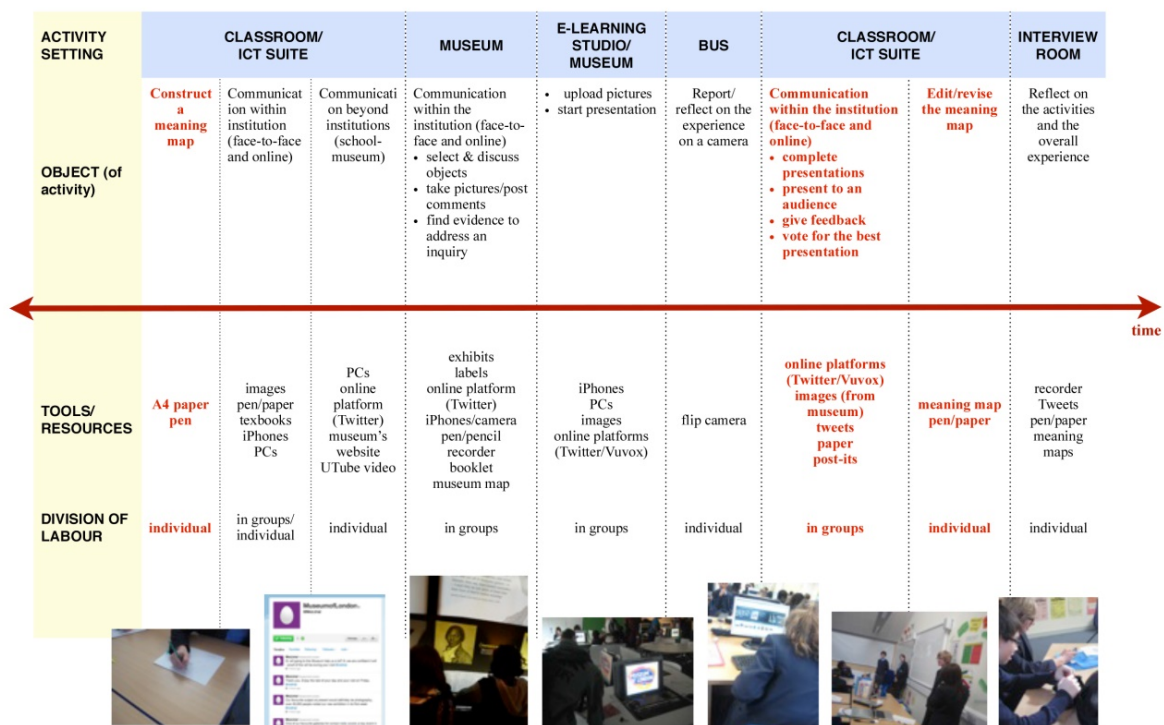 ACTIVITY
SETTING
CLASSROOM/
ICT SUITE
MUSEUM
E-LEARNING
STUDIO/
MUSEUM
BUS
CLASSROOM/
ICT SUITE
INTERVIEW
ROOM
OBJECT (of
activity)
Construct
a
meaning
map
Communicat
ion within
institution
(face-to-face
and online)
Communicati
on beyond
institutions
(school-
museum)
Communication
within the
institution (face-to-
face and online)
• select & discuss
objects
• take pictures/post
comments
• find evidence to
address an
inquiry
• upload pictures
• start presentation
Report/
reflect on the
experience
on a camera
Communication
within the institution
(face-to-face and
online)
• complete
presentations
• present to an
audience
• give feedback
• vote for the best
presentation
Edit/revise
the meaning
map
Reflect on
the activities
and the
overall
experience
time
TOOLS/
RESOURCES
A4 paper
pen
images
pen/paper
texbooks
iPhones
PCs
PCs
online
platform
(Twitter)
museum's
website
UTube video
exhibits
labels
online platform
(Twitter)
iPhones/camera
pen/pencil
recorder
booklet
museum map
iPhones
PCs
images
online platforms
(Twitter/Vuvox)
flip camera
online platforms
(Twitter/Vuvox)
images (from
museum)
tweets
paper
post-its
meaning map
pen/paper
recorder
Tweets
pen/paper
meaning
maps
DIVISION OF
LABOUR
individual
in groups/
individual
individual
in groups
in groups
individual
in groups
individual
individual
MuseumofLondon..